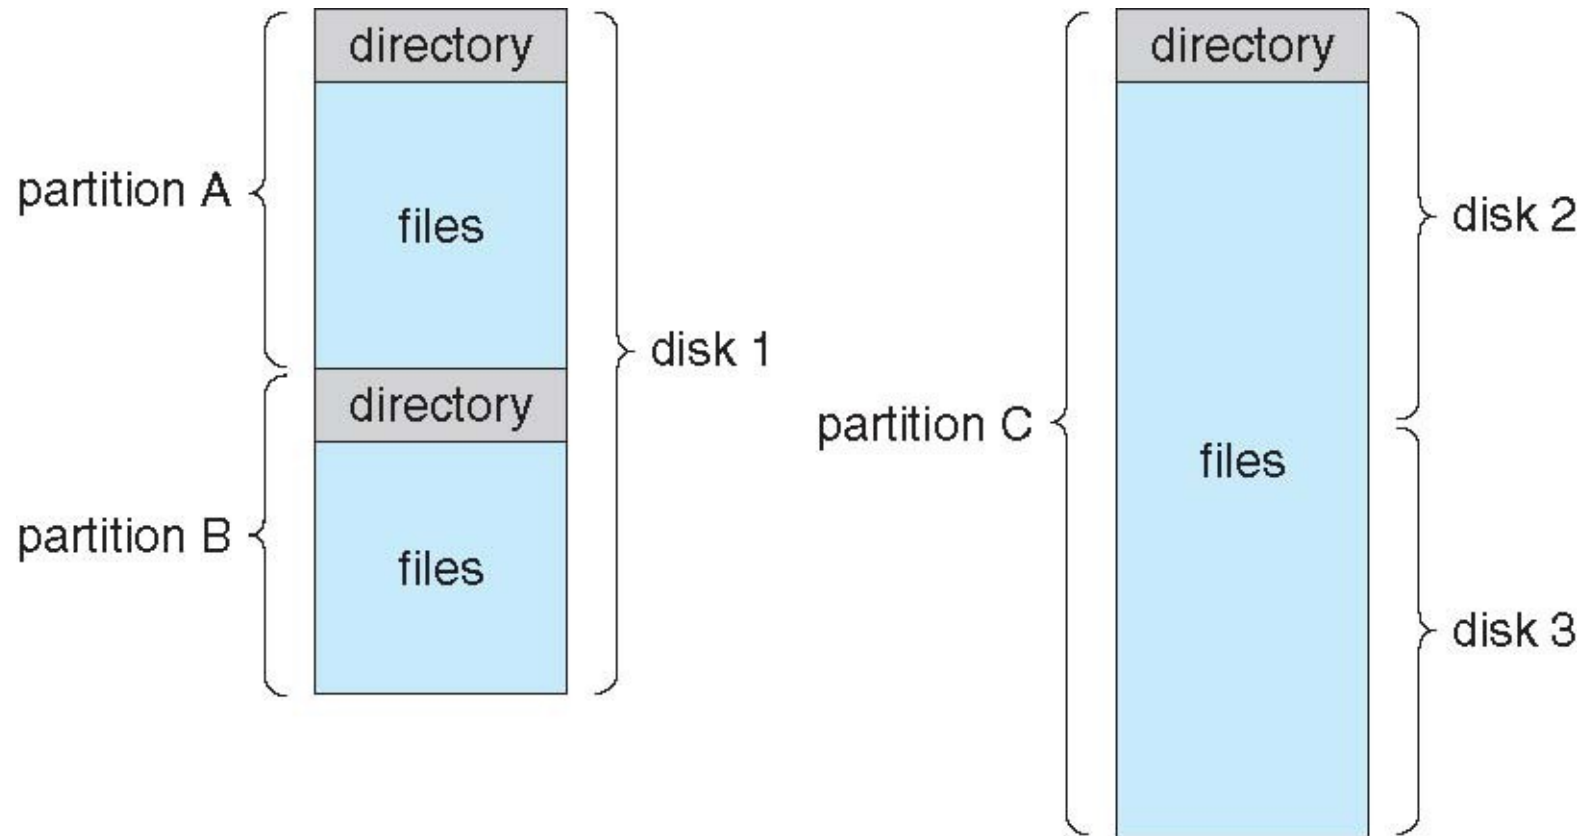 directory
partition A
files
disk 1
directory
partition B
files
directory
disk 2
partition C
files
disk 3